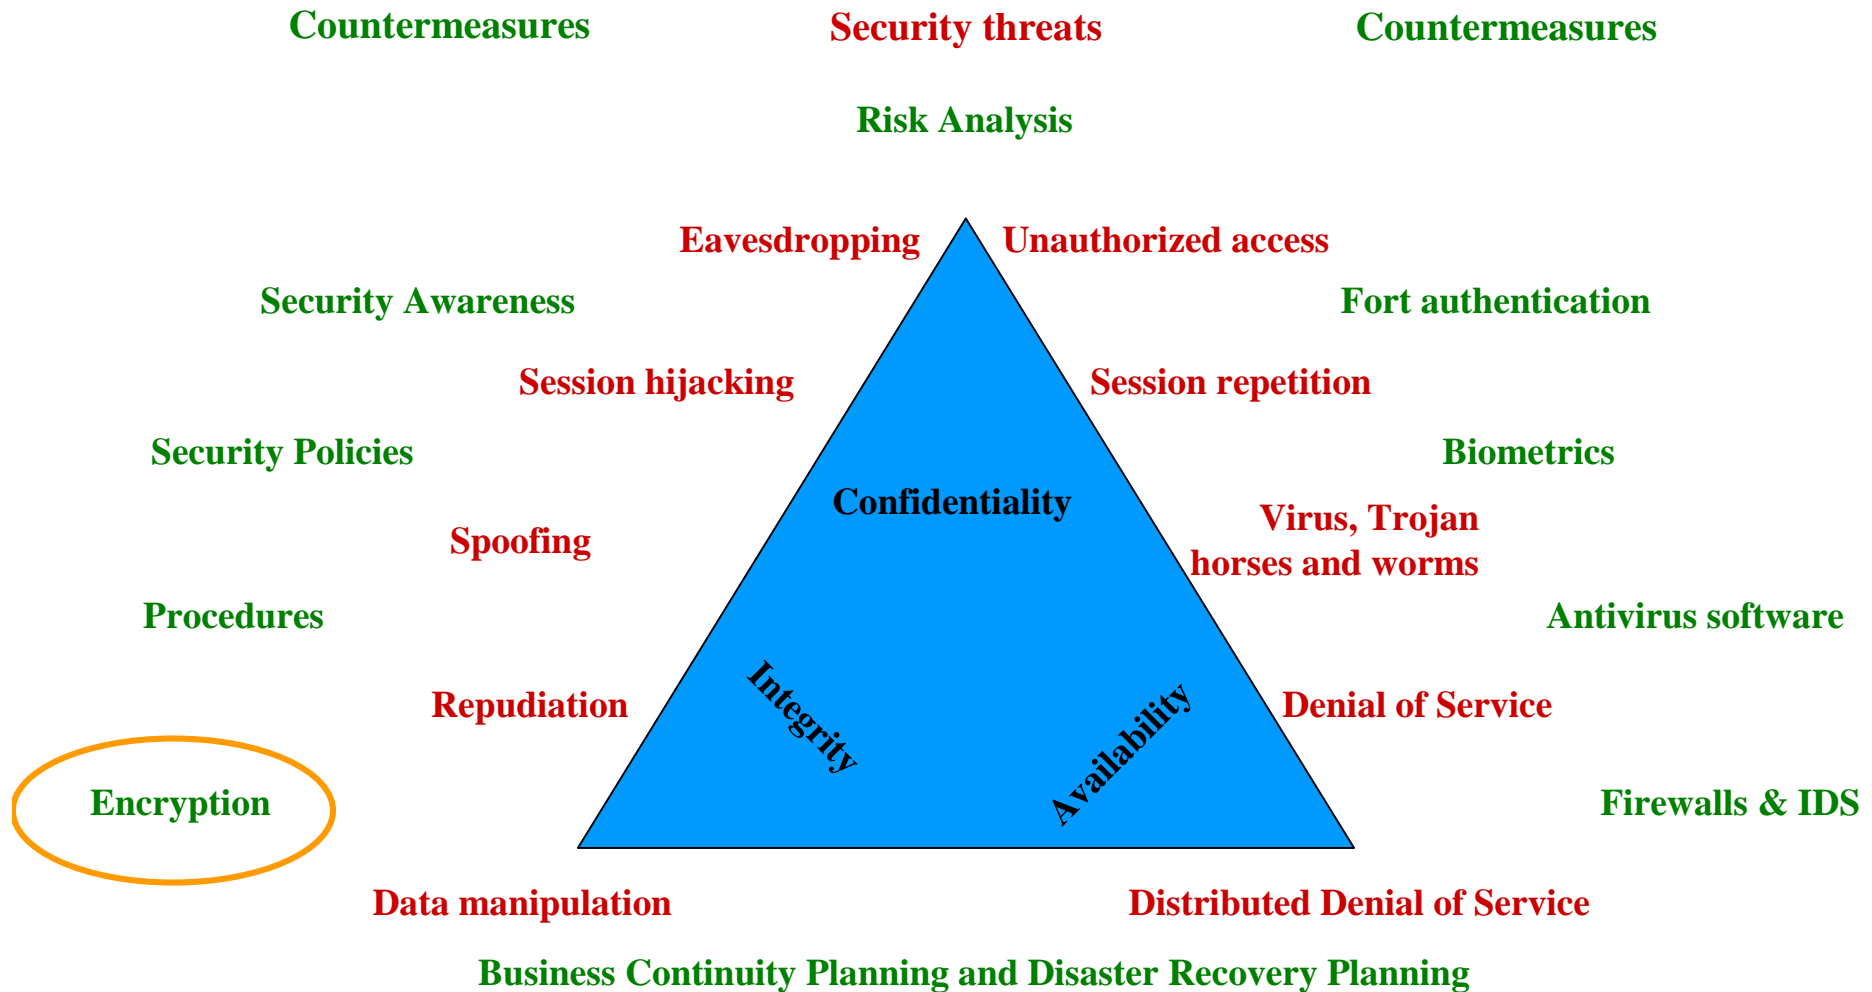 Countermeasures
Security threats
Countermeasures
Risk Analysis
Eavesdropping
Unauthorized access
Security Awareness
Fort authentication
Session hijacking
Session repetition
Security Policies
Biometrics
Confidentiality
Virus, Trojan
horses and worms
Spoofing
Procedures
Antivirus software
Integrity
Availability
Repudiation
Denial of Service
Encryption
Firewalls & IDS
Data manipulation
Distributed Denial of Service
Business Continuity Planning and Disaster Recovery Planning